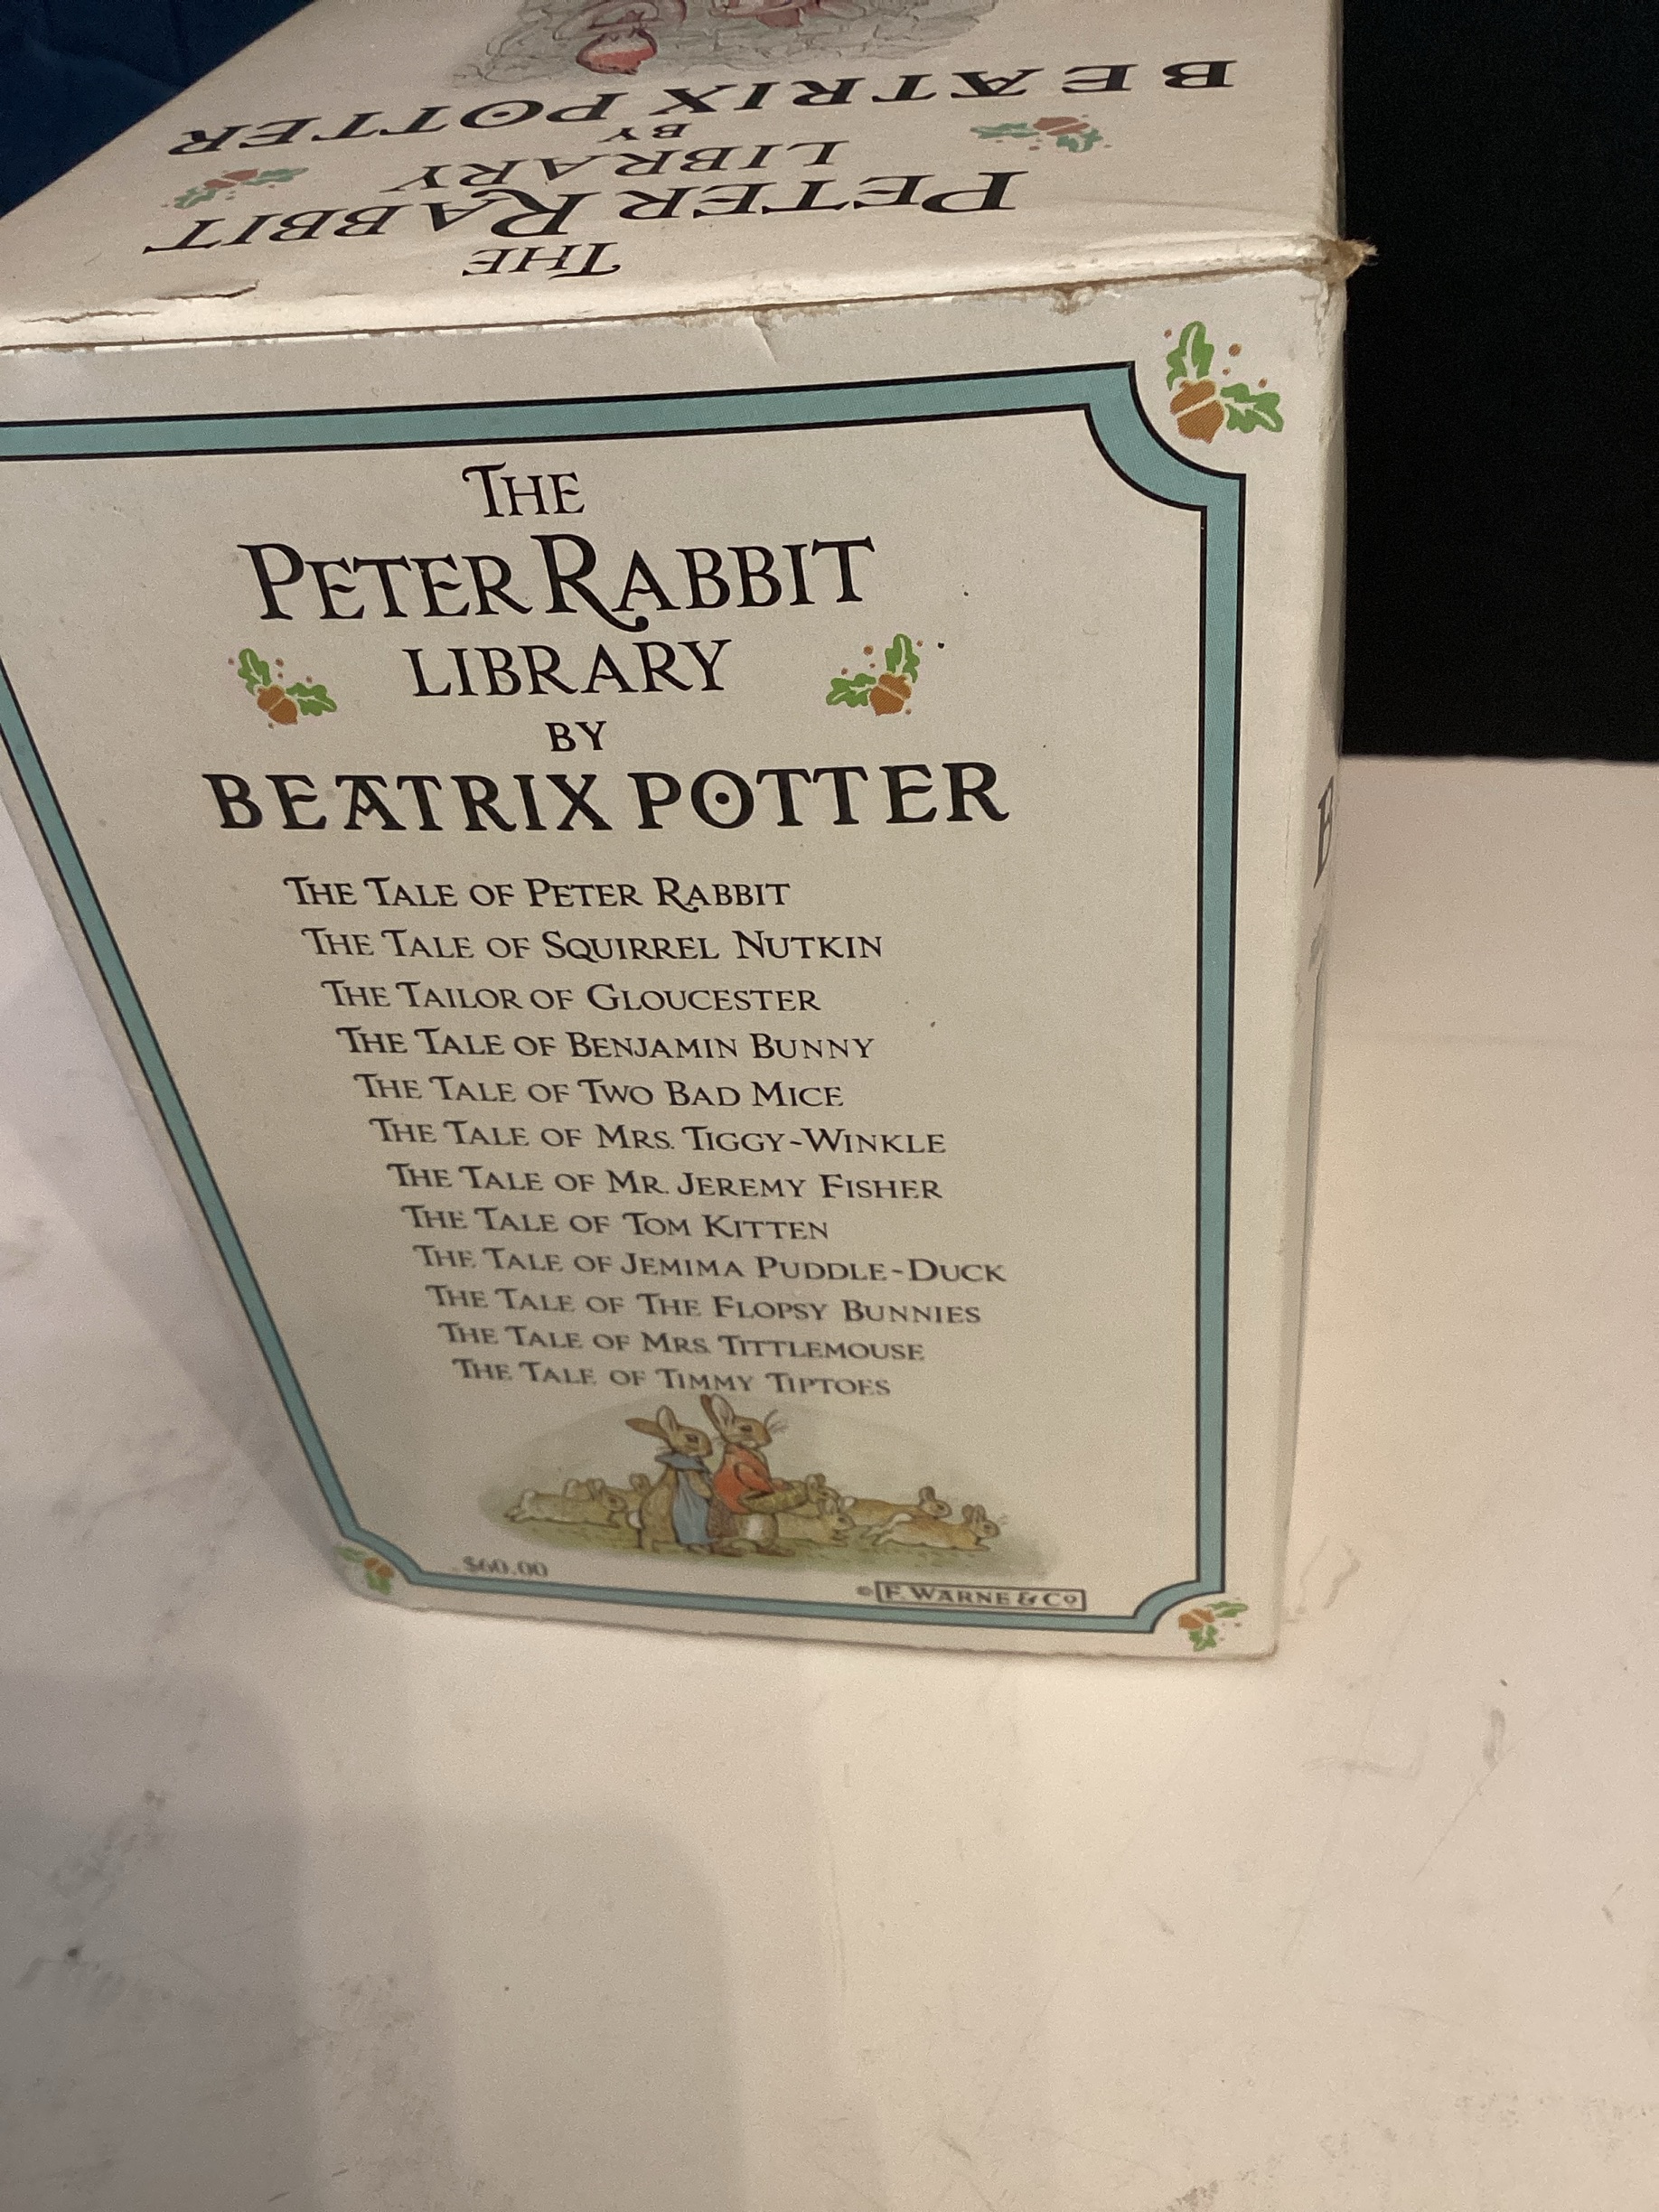 BEATRIX POTTER
BY
LIBRARY
PETER RABBIT
THE
THE
PETER RABBIT
LIBRARY
BY
BEATRIX POTTER
THE TALE OF PETER RABBIT
THE TALE OF SQUIRREL NUTKIN
THE TAILOR OF GLOUCESTER
THE TALE OF BENJAMIN BUNNY
THE TALE OF TWO BAD MICE
THE TALE OF MRS. TIGGY-WINKLE
THE TALE OF MR. JEREMY FISHER
THE TALE OF TOM KITTEN
THE TALE OF JEMIMA PUDDLE-DUCK
THE TALE OF THE FLOPSY BUNNIES
THE TALE OF MRS. TITTLEMOUSE
THE TALE OF TIMMY TIPTOES
$60.00
© F. WARNE & Co